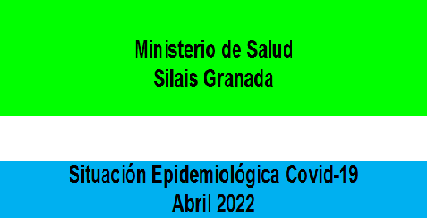 Ministerio de Salud
Silais Granada
Situación Epidemiológica Covid-19
Abril 2022